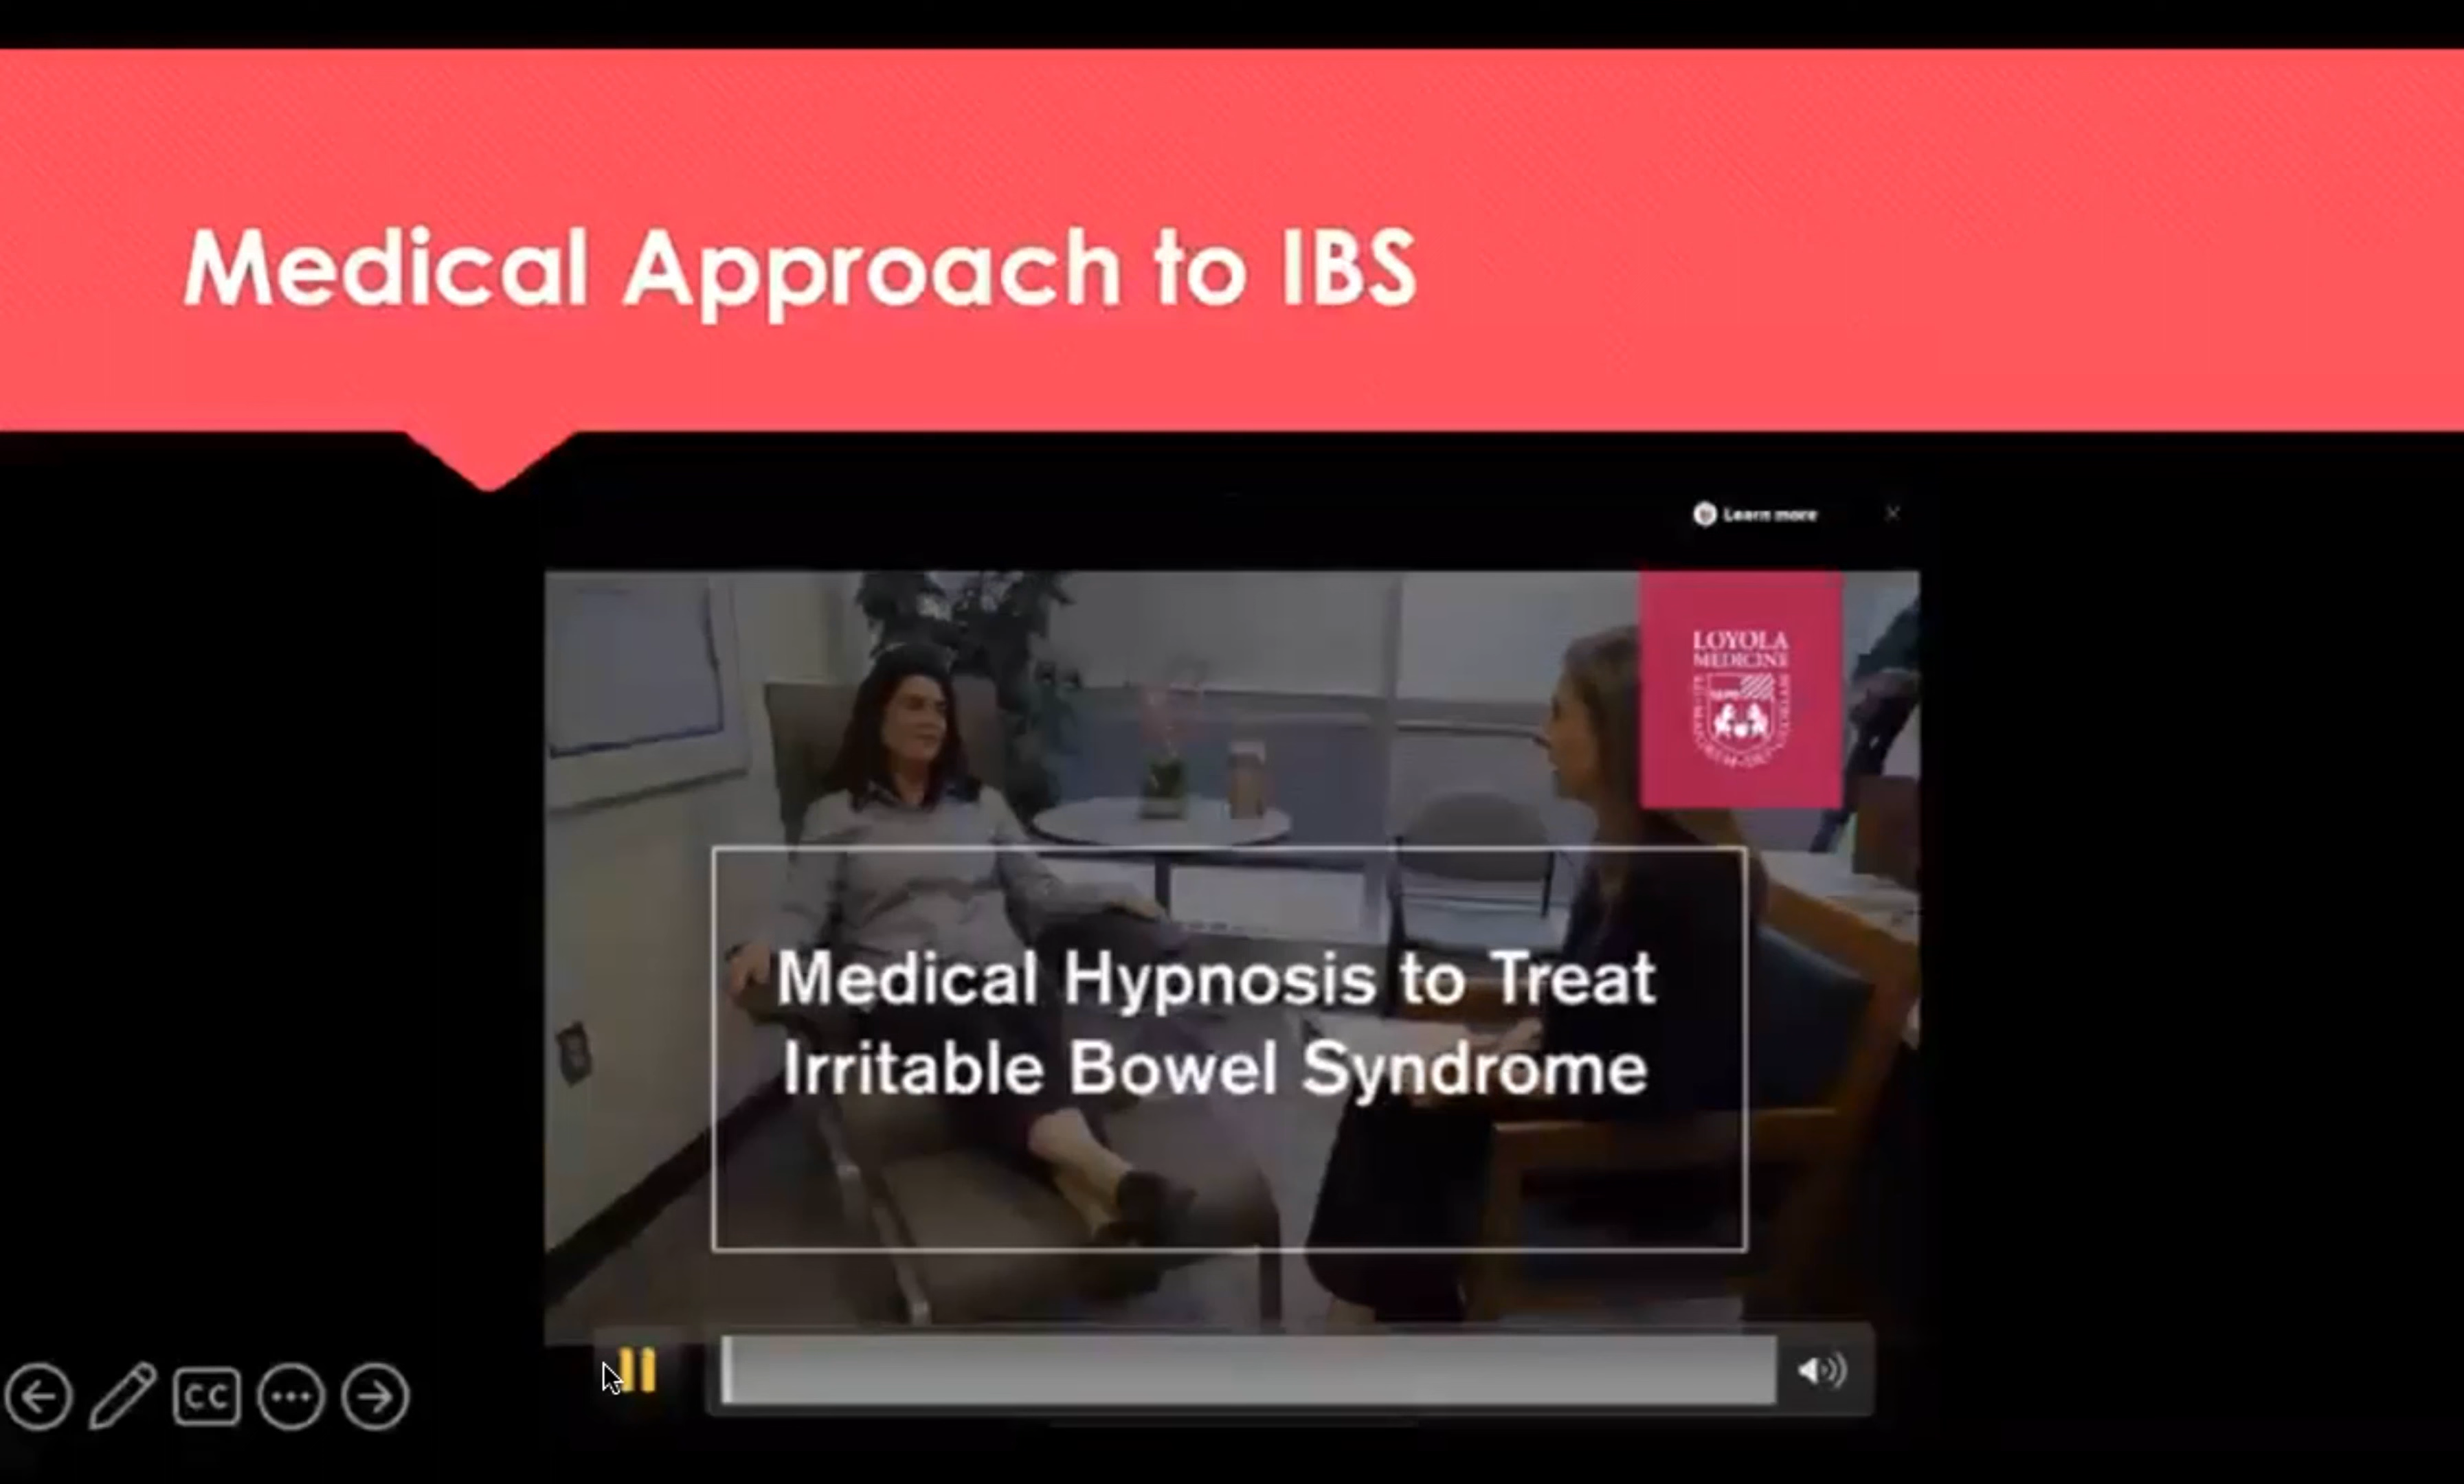 Medical Approach to IBS
Learn more
LOYOLA
MEDICINE
Medical Hypnosis to Treat
Irritable Bowel Syndrome
CC